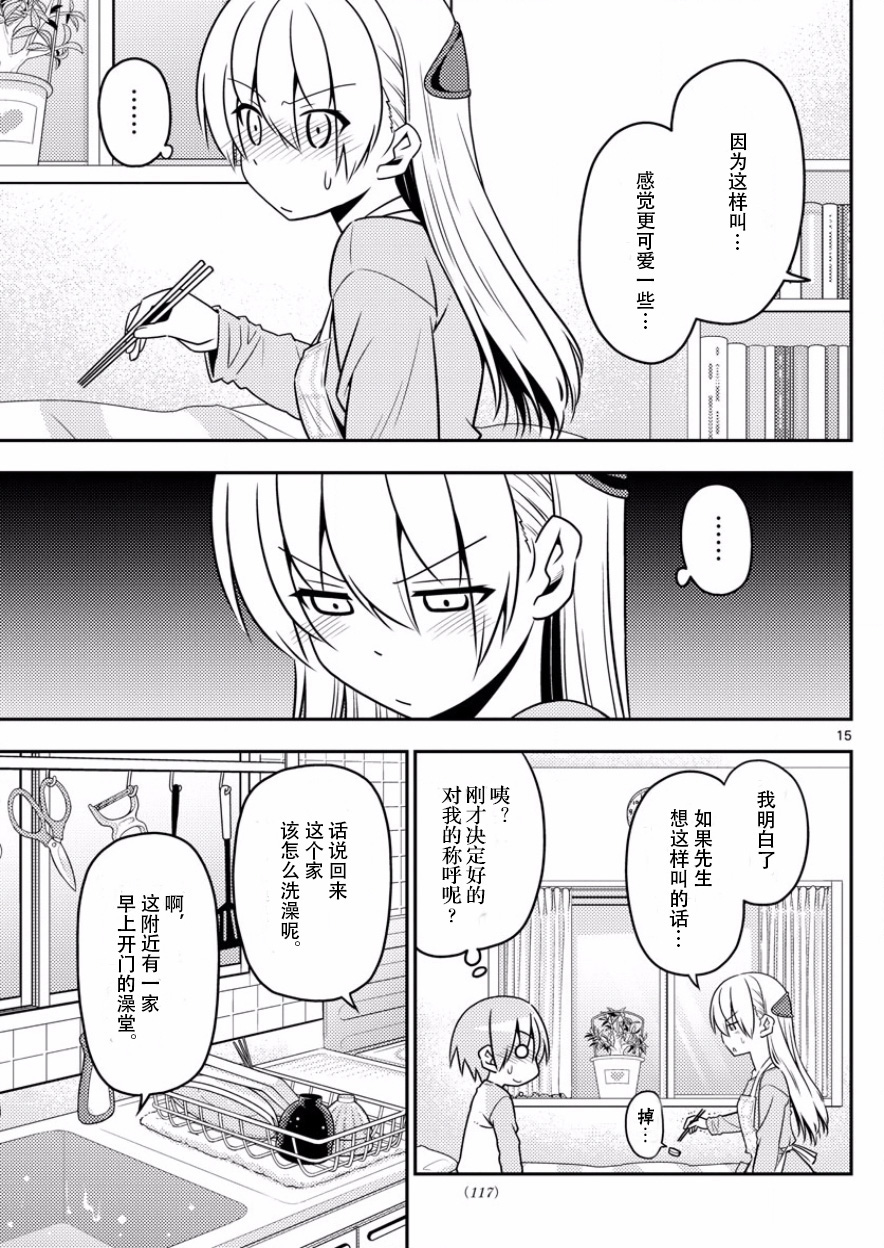 因为这样叫…
感觉更可爱一些…
……
……
15
我明白了
如果先生
想这样叫的话…
咦？
刚才决定好的
对我的称呼呢？
掉…
话说回来
这个家
该怎么洗澡呢。
啊，
这附近有一家
早上开门的澡堂。
（117）